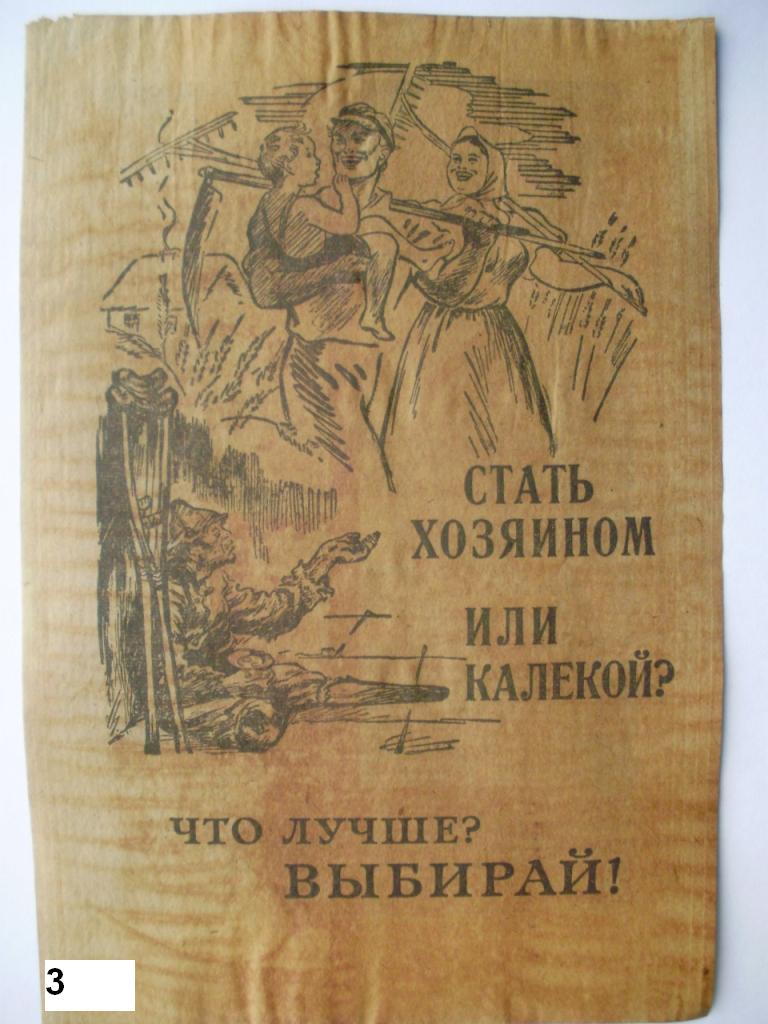 СТАТЬ
ХОЗЯИНОМ
ИЛИ
КАЛЕКОЙ?
ЧТО ЛУЧШЕ?
ВЫБИРАЙ!
3